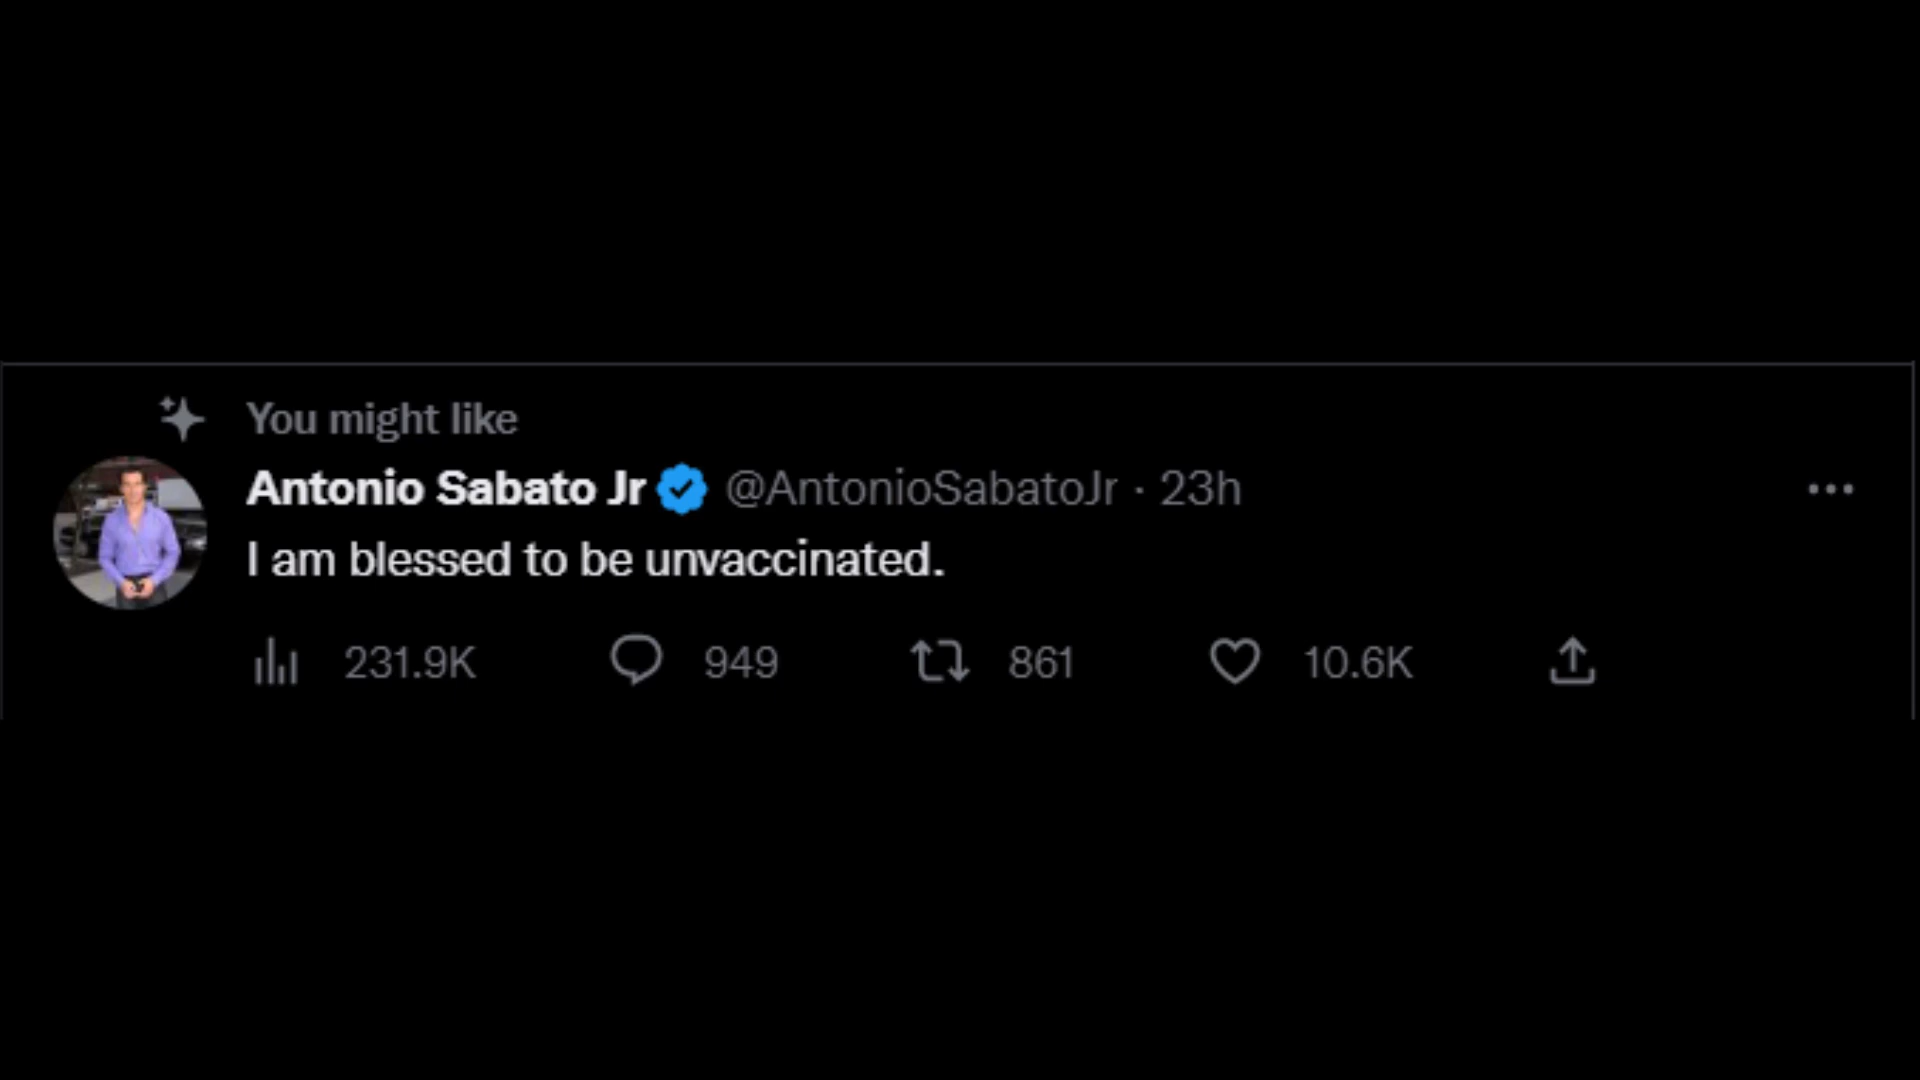 You might like
Antonio Sabato Jr @AntonioSabatoJr · 23h
I am blessed to be unvaccinated.
231.9K 949 861 10.6K